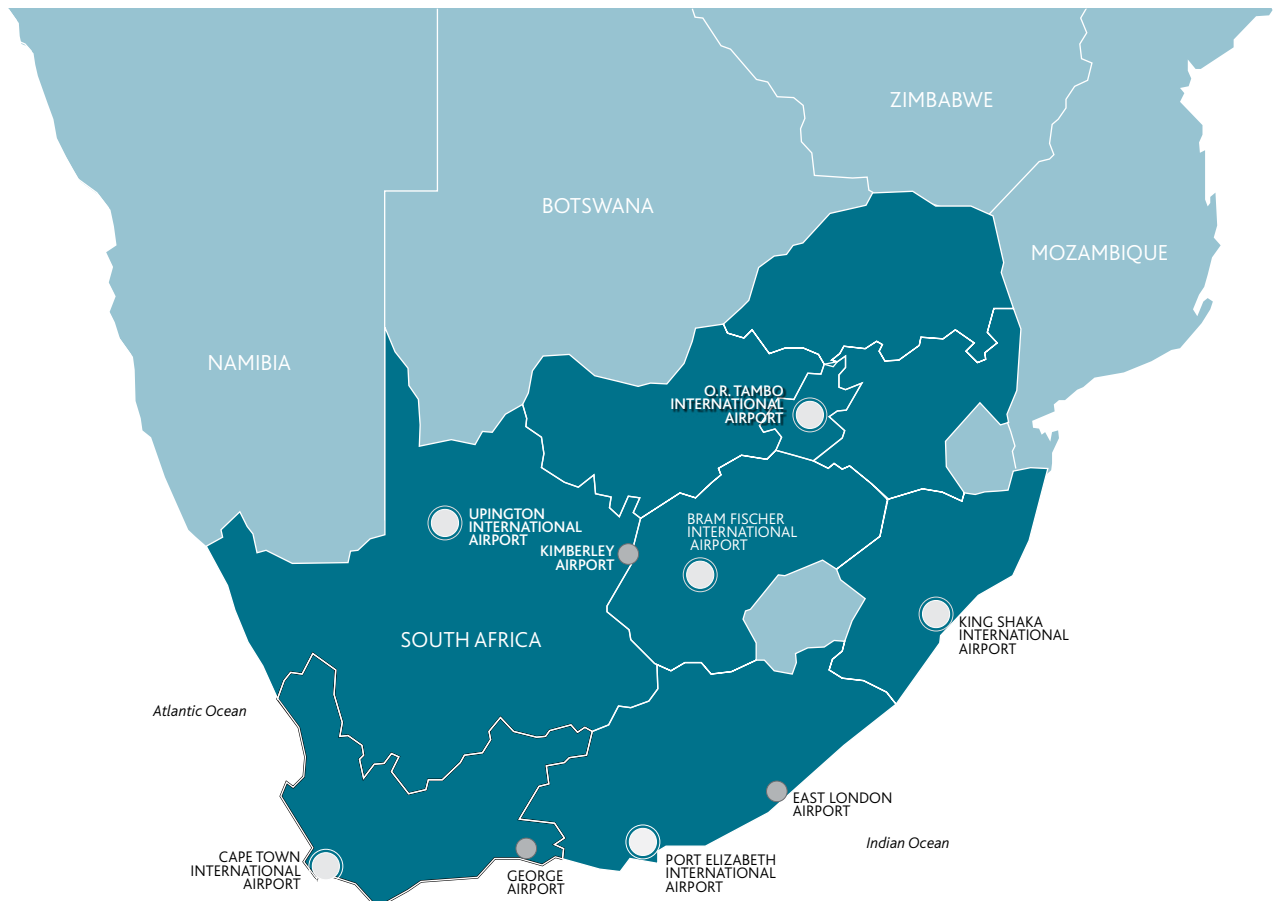 ZIMBABWE
BOTSWANA
MOZAMBIQUE
NAMIBIA
O.R. TAMBO
INTERNATIONAL
AIRPORT
UPINGTON
INTERNATIONAL
AIRPORT
BRAM FISCHER
INTERNATIONAL
AIRPORT
KIMBERLEY
AIRPORT
KING SHAKA
INTERNATIONAL
AIRPORT
SOUTH AFRICA
Atlantic Ocean
EAST LONDON
AIRPORT
Indian Ocean
CAPE TOWN
INTERNATIONAL
AIRPORT
GEORGE
AIRPORT
PORT ELIZABETH
INTERNATIONAL
AIRPORT